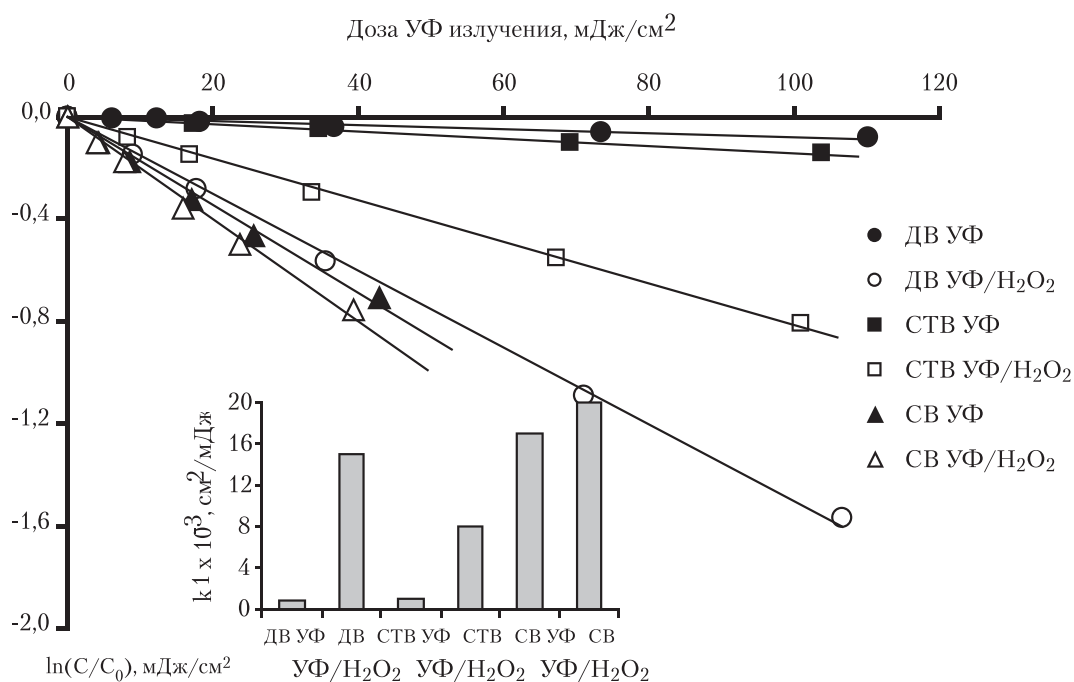 Доза УФ излучения, мДж/см²
0 20 40 60 80 100 120
0,0
-0,4
-0,8
-1,2
-1,6
-2,0
ln(C/C₀), мДж/см²
ДВ УФ
ДВ УФ/H₂O₂
СТВ УФ
СТВ УФ/H₂O₂
СВ УФ
СВ УФ/H₂O₂
k 1 x 10³, см²/мДж
20
16
12
8
4
0
ДВ УФ ДВ СТВ УФ СТВ СВ УФ СВ
УФ/H₂O₂ УФ/H₂O₂ УФ/H₂O₂